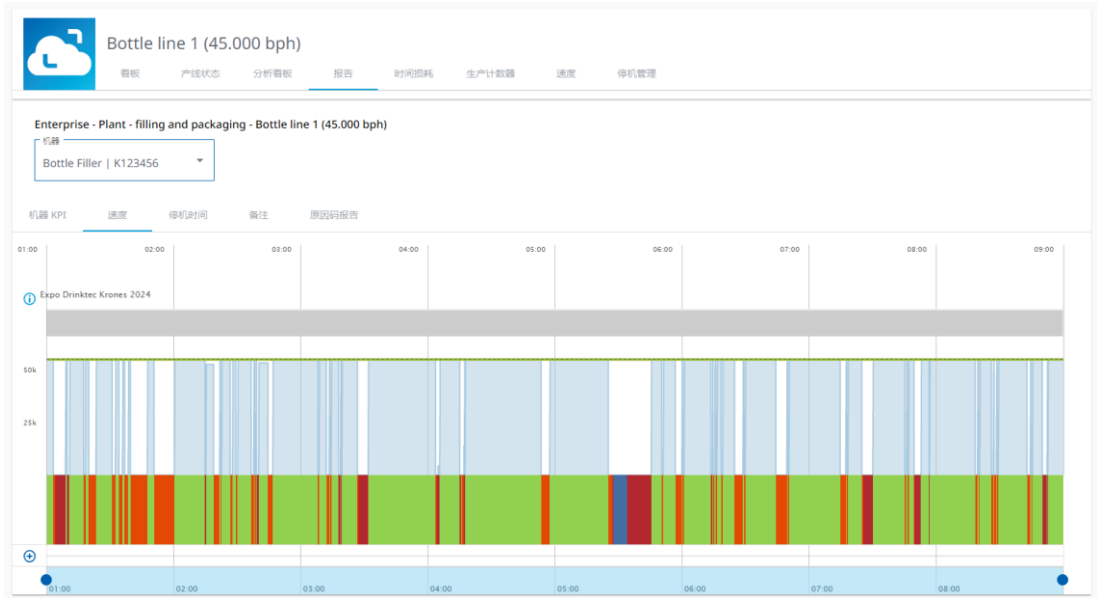 Bottle line 1 (45.000 bph)
看板 产线状态 分析看板 报告 时间损耗 生产计数器 速度 停机管理
Enterprise - Plant - filling and packaging - Bottle line 1 (45.000 bph)
机器
Bottle Filler | K123456
机器 KPI 速度 停机时间 备注 原因码报告
01:00 02:00 03:00 04:00 05:00 06:00 07:00 08:00 09:00
Expo Drinktec Krones 2024
50k
25k
01:00 02:00 03:00 04:00 05:00 06:00 07:00 08:00